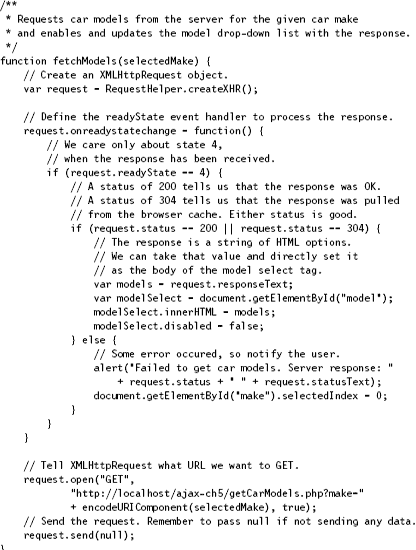 /**
 * Requests car models from the server for the given car make
 * and enables and updates the model drop-down list with the response.
 */
function fetchModels(selectedMake) {
    // Create an XMLHttpRequest object.
    var request = RequestHelper.createXHR();

    // Define the readyState event handler to process the response.
    request.onreadystatechange = function() {
        // We care only about state 4,
        // when the response has been received.
        if (request.readyState == 4) {
            // A status of 200 tells us that the response was OK.
            // A status of 304 tells us that the response was pulled
            // from the browser cache. Either status is good.
            if (request.status == 200 || request.status == 304) {
                // The response is a string of HTML options.
                // We can take that value and directly set it
                // as the body of the model select tag.
                var models = request.responseText;
                var modelSelect = document.getElementById("model");
                modelSelect.innerHTML = models;
                modelSelect.disabled = false;
            } else {
                // Some error occured, so notify the user.
                alert("Failed to get car models. Server response: "
                    + request.status + " " + request.statusText);
                document.getElementById("make").selectedIndex = 0;
            }
        }
    }

    // Tell XMLHttpRequest what URL we want to GET.
    request.open("GET",
            "http://localhost/ajax-ch5/getCarModels.php?make="
            + encodeURIComponent(selectedMake), true);
    // Send the request. Remember to pass null if not sending any data.
    request.send(null);
}